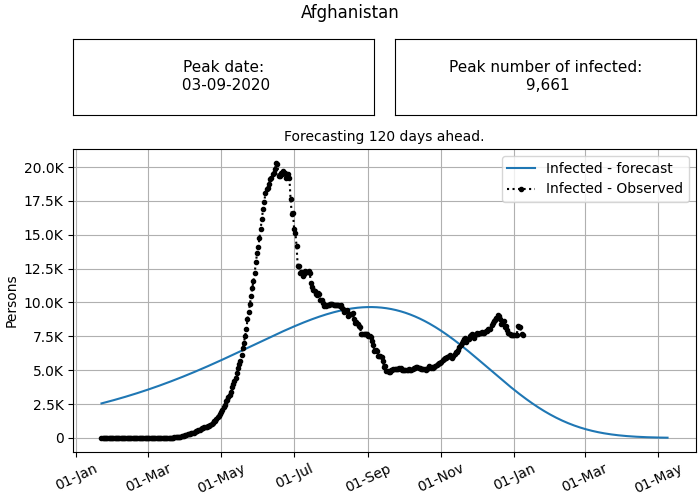 Afghanistan
Peak date:
03-09-2020
Peak number of infected:
9,661
Forecasting 120 days ahead.
Infected - forecast
Infected - Observed
20.0K
17.5K
15.0K
12.5K
10.0K
7.5K
5.0K
2.5K
0
Persons
01-Jan
01-Mar
01-May
01-Jul
01-Sep
01-Nov
01-Jan
01-Mar
01-May